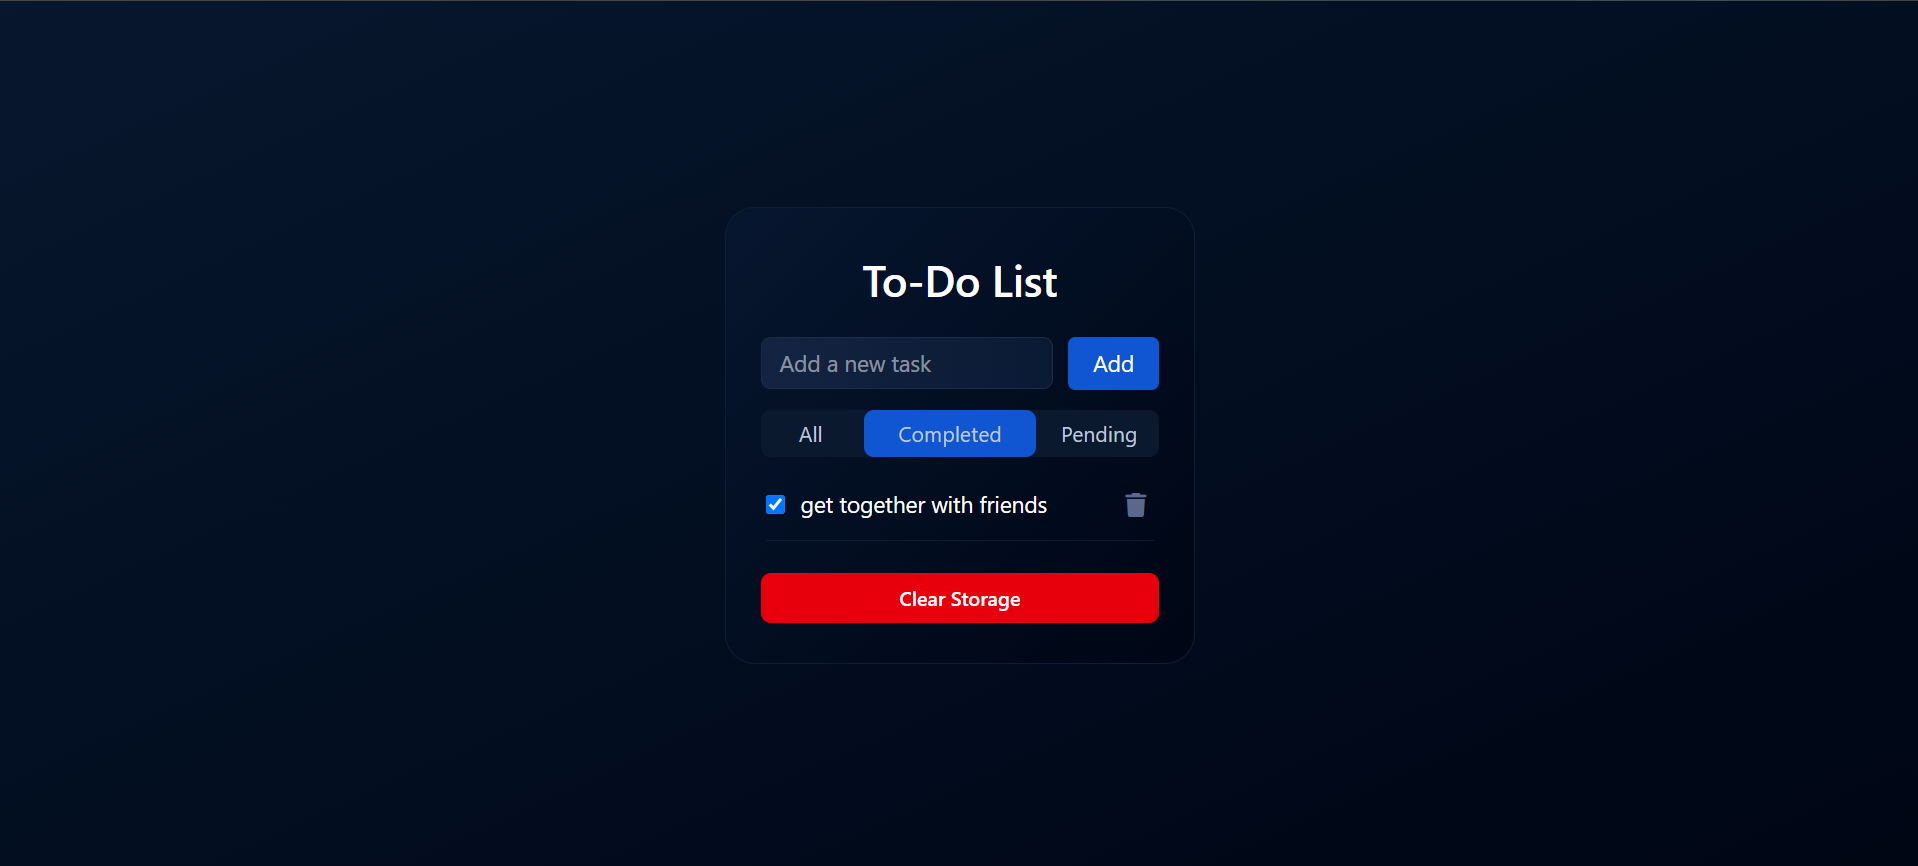 To-Do List
Add a new task
Add
All
Completed
Pending
get together with friends
Clear Storage